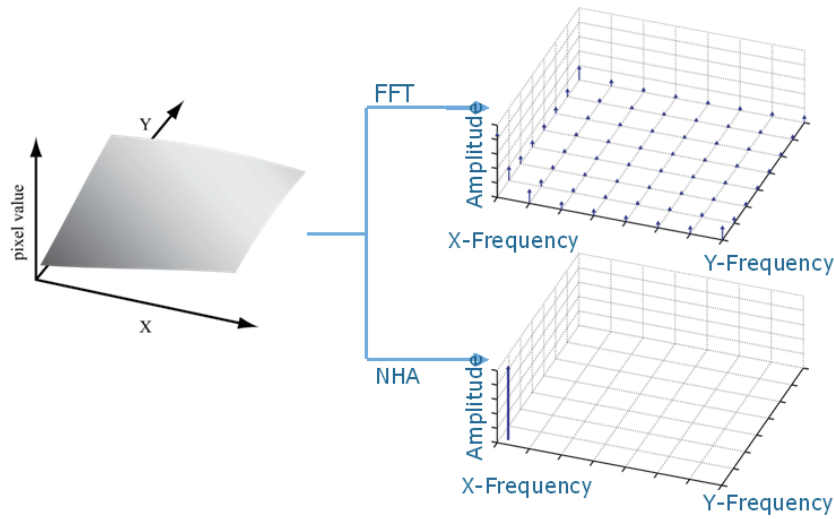 Y
pixel value
X
FFT
Amplitude
X-Frequency
Y-Frequency
NHA
Amplitude
X-Frequency
Y-Frequency